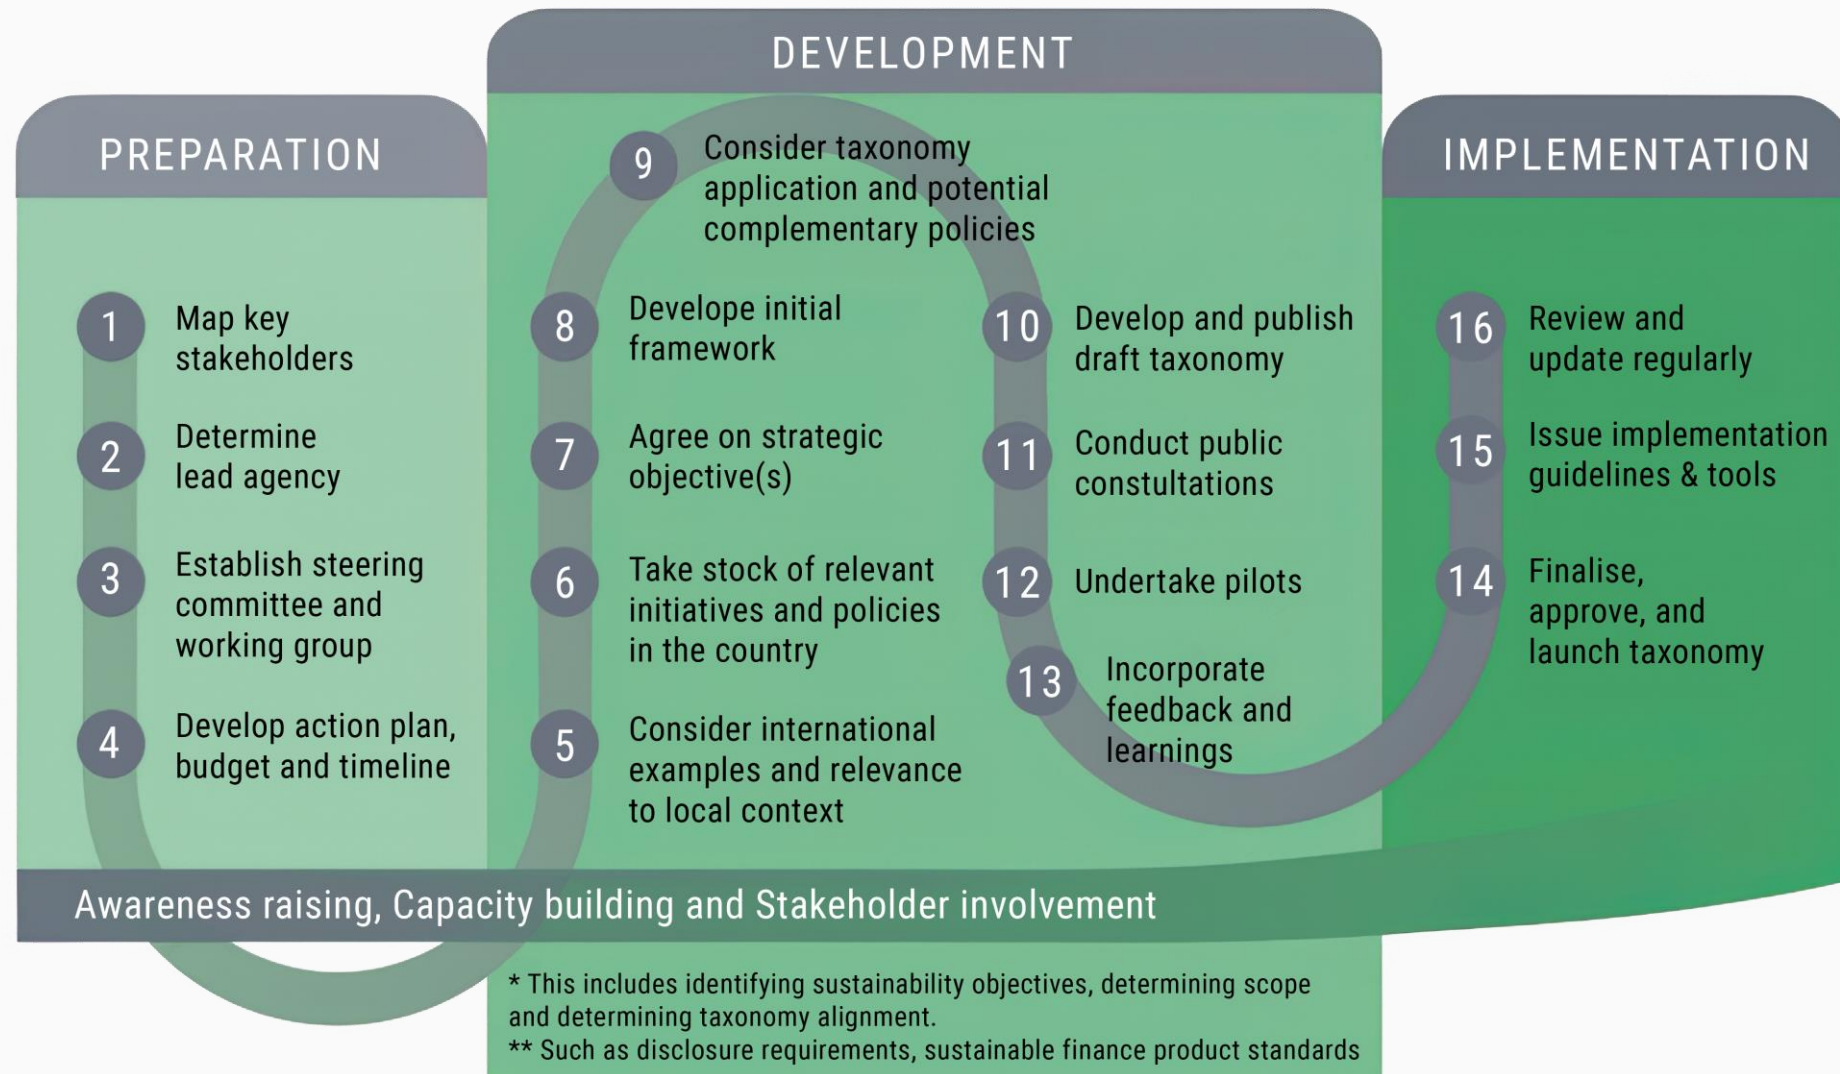 PREPARATION
1
Map key
stakeholders
2
Determine
lead agency
3
Establish steering
committee and
working group
4
Develop action plan,
budget and timeline
DEVELOPMENT
5
Consider international
examples and relevance
to local context
6
Take stock of relevant
initiatives and policies
in the country
7
Agree on strategic
objective(s)
8
Develope initial
framework
9
Consider taxonomy
application and potential
complementary policies
10
Develop and publish
draft taxonomy
11
Conduct public
constultations
12
Undertake pilots
13
Incorporate
feedback and
learnings
IMPLEMENTATION
14
Finalise,
approve, and
launch taxonomy
15
Issue implementation
guidelines & tools
16
Review and
update regularly
Awareness raising, Capacity building and Stakeholder involvement
* This includes identifying sustainability objectives, determining scope
and determining taxonomy alignment.
** Such as disclosure requirements, sustainable finance product standards